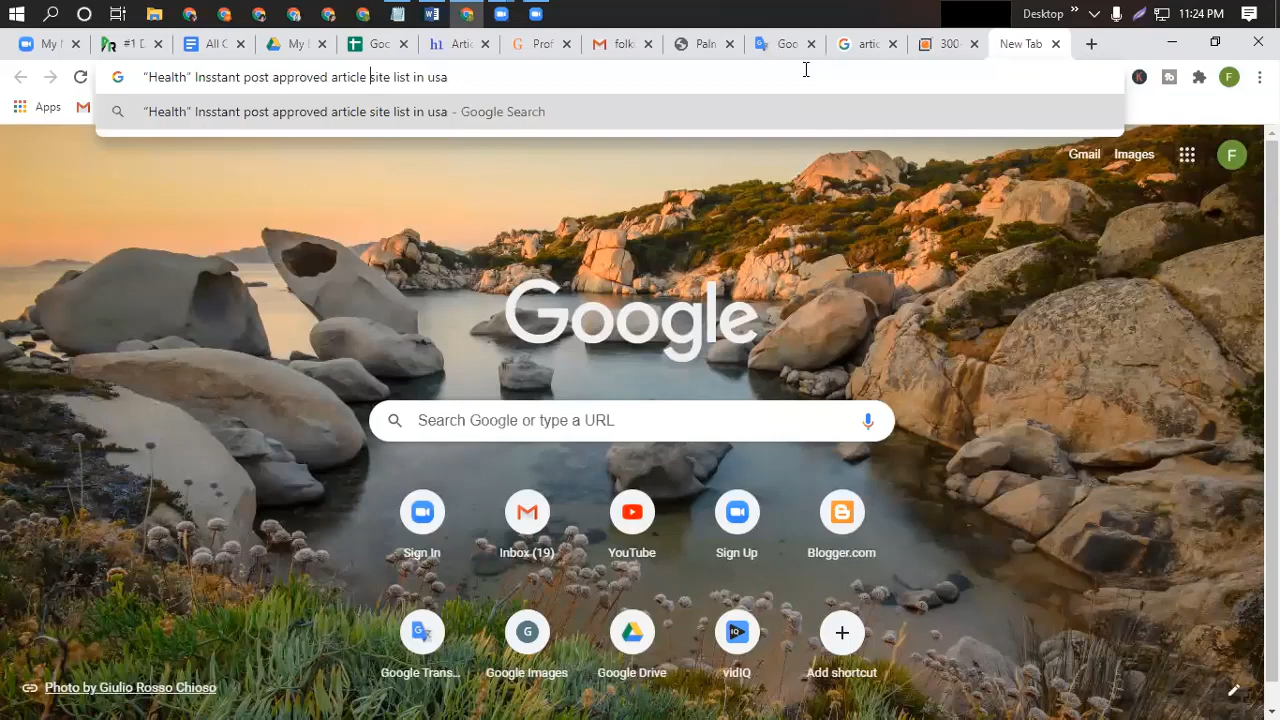 Desktop
11:24 PM
My I
#1 D
All C
My I
Goc
Artic
Prof
folk
Paln
Goc
artic
300-
New Tab
“Health” Insstant post approved article site list in usa
Apps
“Health” Insstant post approved article site list in usa - Google Search
Gmail
Images
F
Google
Search Google or type a URL
Sign In
Inbox (19)
YouTube
Sign Up
Blogger.com
Google Trans...
Google Images
Google Drive
vidIQ
Add shortcut
Photo by Giulio Rosso Chioso